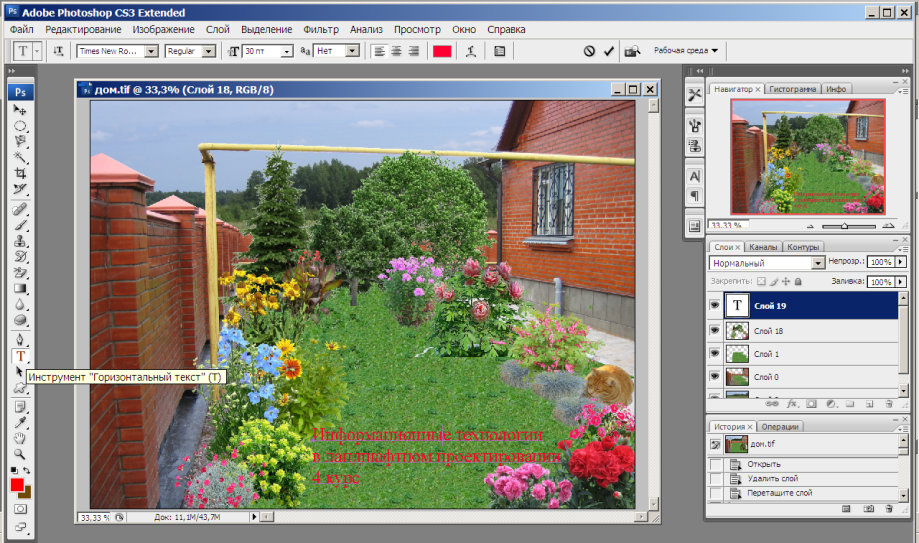 Ps Adobe Photoshop CS3 Extended
Файл Редактирование Изображение Слой Выделение Фильтр Анализ Просмотр Окно Справка
T T Times New Ro... Regular T 30 пт aa Нет Рабочая среда
Ps
дом.tif @ 33,3% (Слой 18, RGB/8)
Информационные технологии
в ландшафтном проектировании
4 курс
33,33 % Док: 11,1M/43,7M
T
Инструмент "Горизонтальный текст" (T)
A
Навигатор × Гистограмма Инфо
33.33 %
Слои × Каналы Контуры
Нормальный Непрозр.: 100%
Закрепить: Заливка: 100%
T Слой 19
Слой 18
Слой 1
Слой 0
История × Операции
дом.tif
Открыть
Удалить слой
Перетащите слой